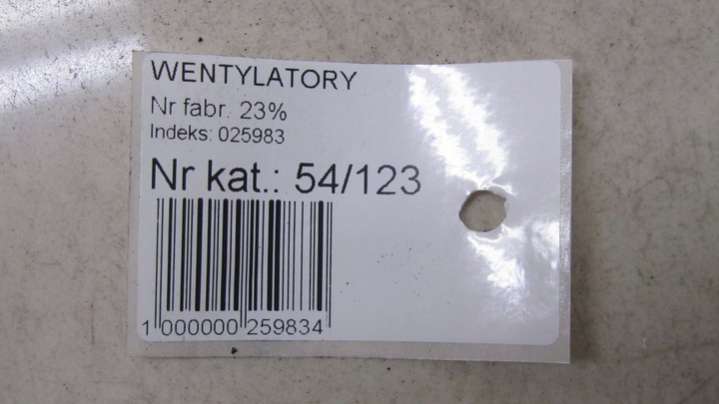 WENTYLATORY
Nr fabr. 23%
Indeks: 025983
Nr kat.: 54/123
1 000000 259834